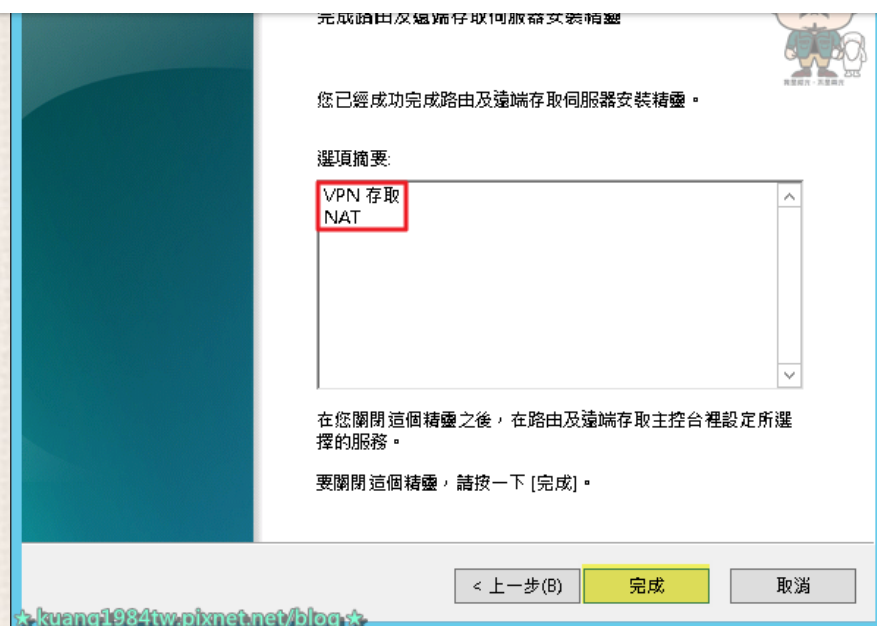 完成路由及遠端存取伺服器安裝精靈
您已經成功完成路由及遠端存取伺服器安裝精靈。
選項摘要:
VPN 存取
NAT
在您關閉這個精靈之後，在路由及遠端存取主控台裡設定所選
擇的服務。
要關閉這個精靈，請按一下 [完成]。
< 上一步(B)
完成
取消
★ kuang1984tw.pixnet.net/blog ★